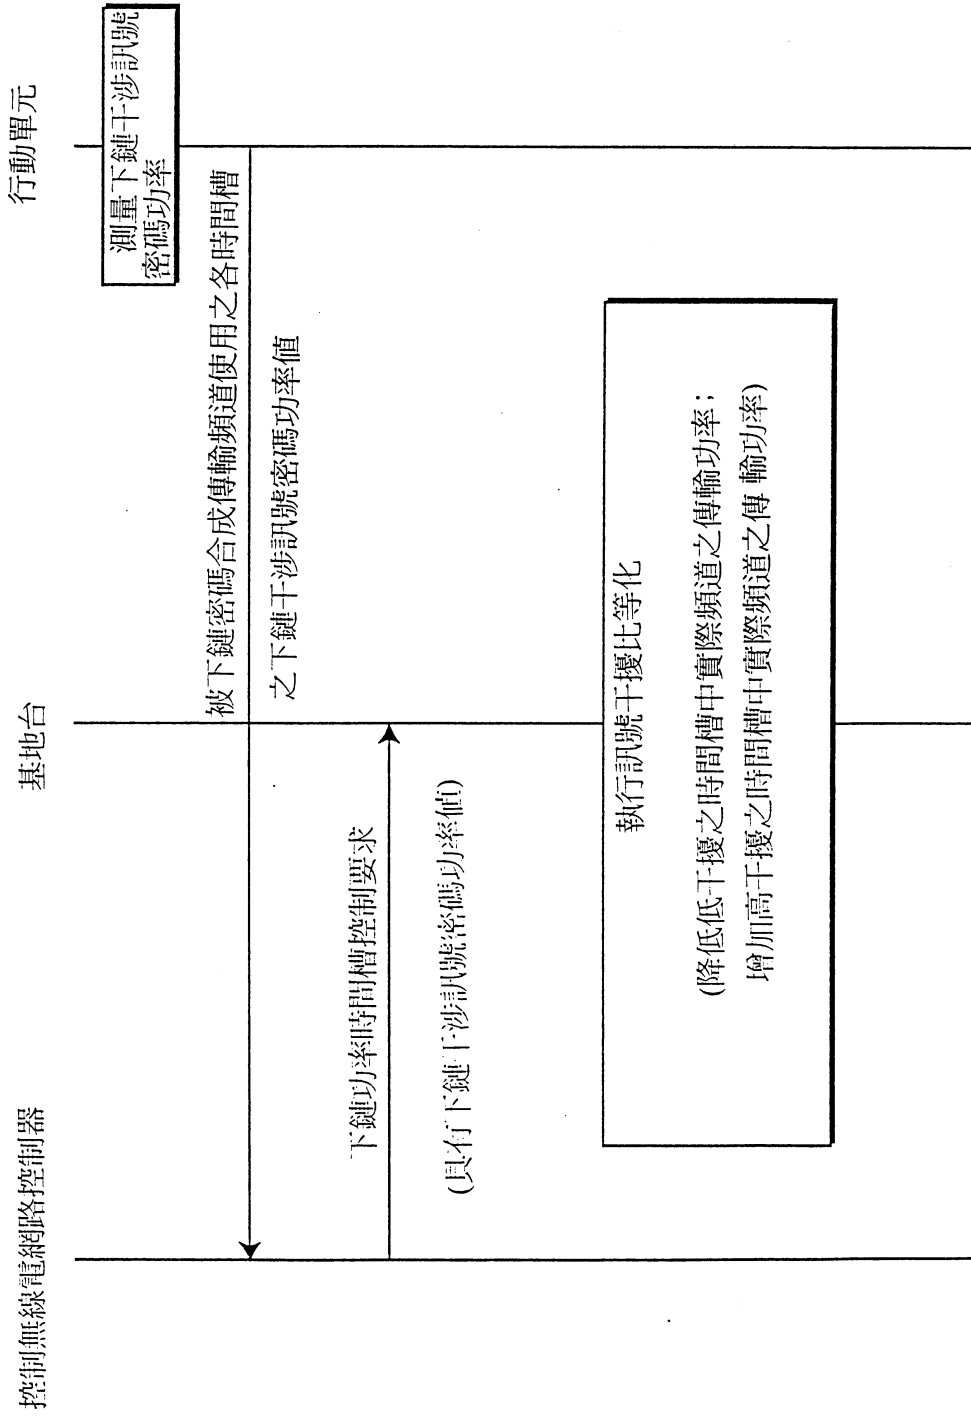 控制無線電網路控制器
基地台
行動單元
測量下鏈干涉訊號
密碼功率
被下鏈密碼合成傳輸頻道使用之各時間槽
之下鏈干涉訊號密碼功率值
下鏈功率時間槽控制要求
(具有下鏈干涉訊號密碼功率值)
執行訊號干擾比等化
(降低低干擾之時間槽中實際頻道之傳輸功率；
增加高干擾之時間槽中實際頻道之傳 輸功率)